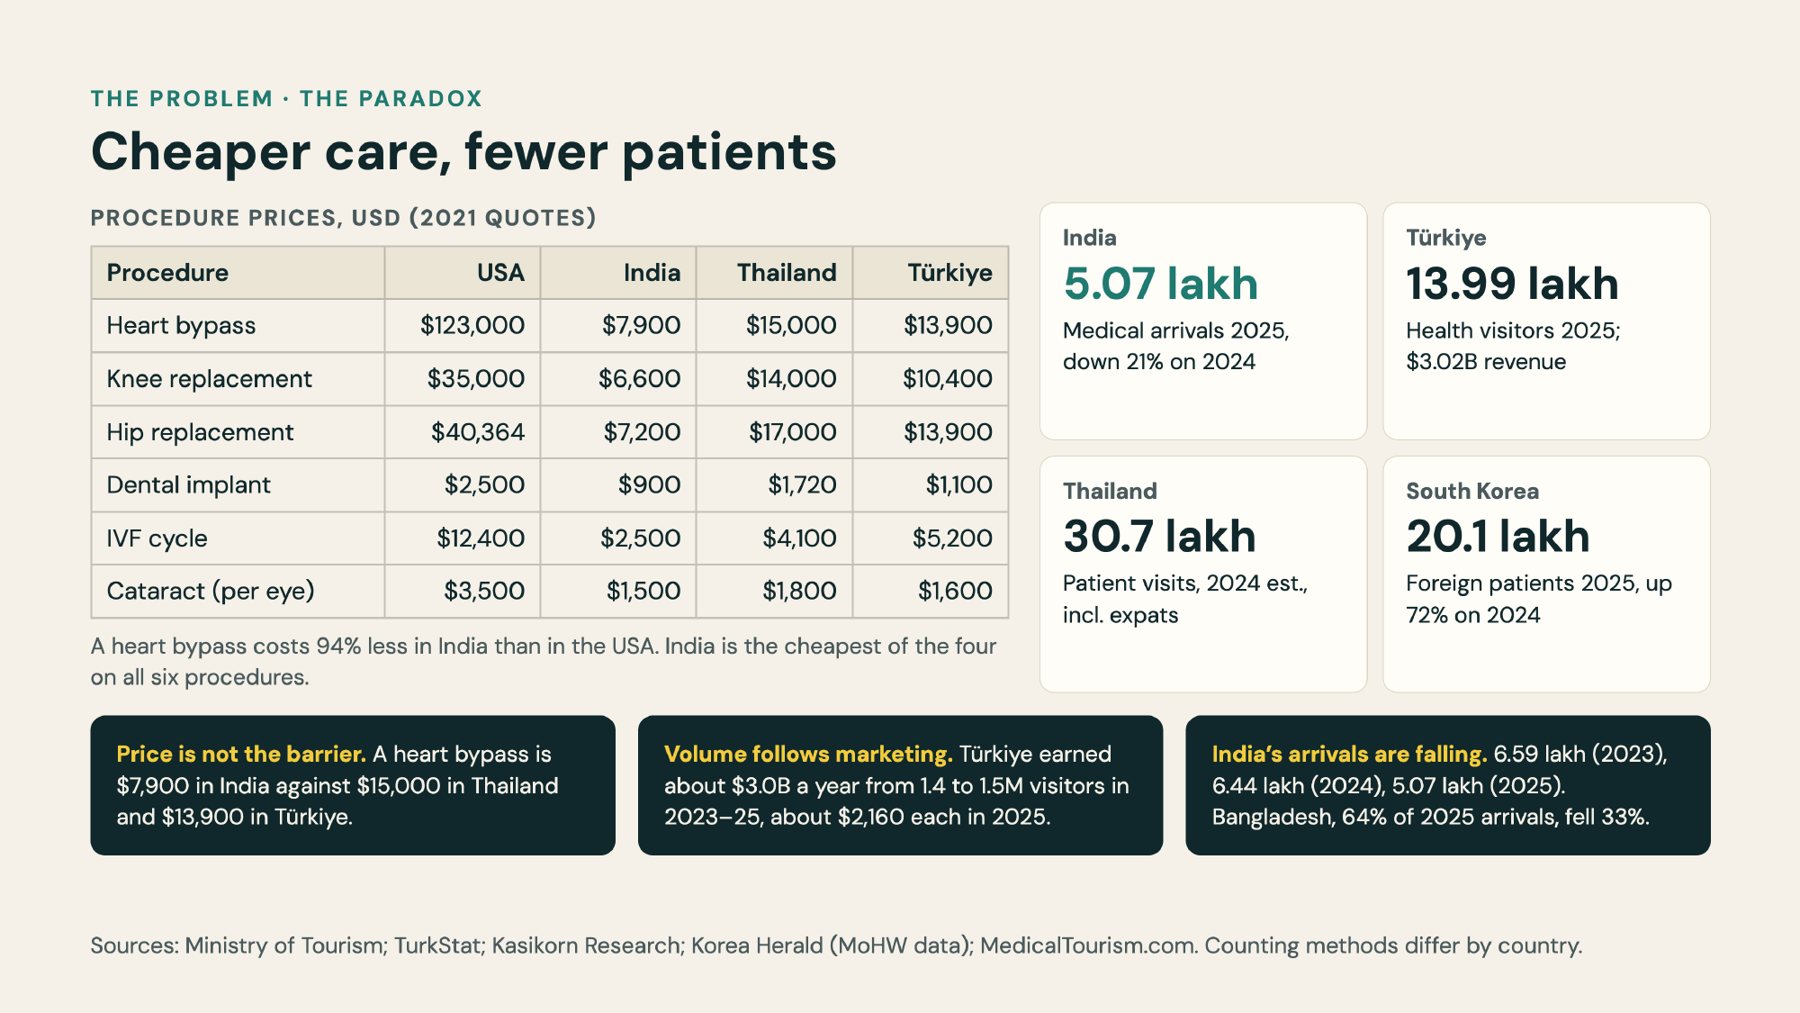 THE PROBLEM · THE PARADOX
Cheaper care, fewer patients
PROCEDURE PRICES, USD (2021 QUOTES)
Procedure USA India Thailand Türkiye
Heart bypass $123,000 $7,900 $15,000 $13,900
Knee replacement $35,000 $6,600 $14,000 $10,400
Hip replacement $40,364 $7,200 $17,000 $13,900
Dental implant $2,500 $900 $1,720 $1,100
IVF cycle $12,400 $2,500 $4,100 $5,200
Cataract (per eye) $3,500 $1,500 $1,800 $1,600
A heart bypass costs 94% less in India than in the USA. India is the cheapest of the four
on all six procedures.
India
5.07 lakh
Medical arrivals 2025,
down 21% on 2024
Türkiye
13.99 lakh
Health visitors 2025;
$3.02B revenue
Thailand
30.7 lakh
Patient visits, 2024 est.,
incl. expats
South Korea
20.1 lakh
Foreign patients 2025, up
72% on 2024
Price is not the barrier. A heart bypass is
$7,900 in India against $15,000 in Thailand
and $13,900 in Türkiye.
Volume follows marketing. Türkiye earned
about $3.0B a year from 1.4 to 1.5M visitors in
2023–25, about $2,160 each in 2025.
India’s arrivals are falling. 6.59 lakh (2023),
6.44 lakh (2024), 5.07 lakh (2025).
Bangladesh, 64% of 2025 arrivals, fell 33%.
Sources: Ministry of Tourism; TurkStat; Kasikorn Research; Korea Herald (MoHW data); MedicalTourism.com. Counting methods differ by country.